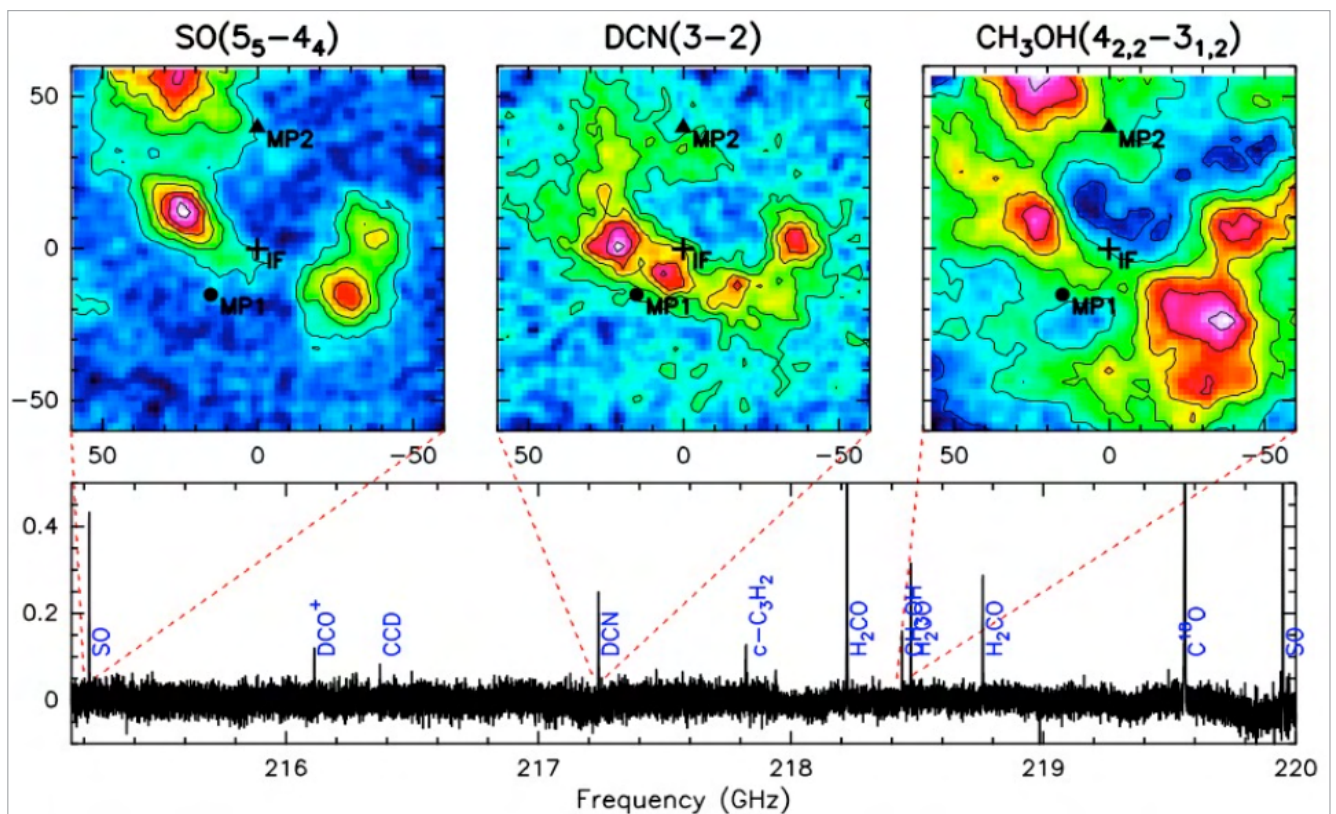 SO(5₅−4₄) DCN(3−2) CH₃OH(4₂,₂−3₁,₂)
50
MP2 MP2 MP2
0
IF IF IF
MP1 MP1 MP1
−50
50 0 −50 50 0 −50 50 0 −50
0.4
0.2
0
SO
DCO⁺
CCD
DCN
c−C₃H₂
H₂CO
CH₃OH
H₂CO
H₂CO
C¹⁸O
SO
216 217 218 219 220
Frequency (GHz)